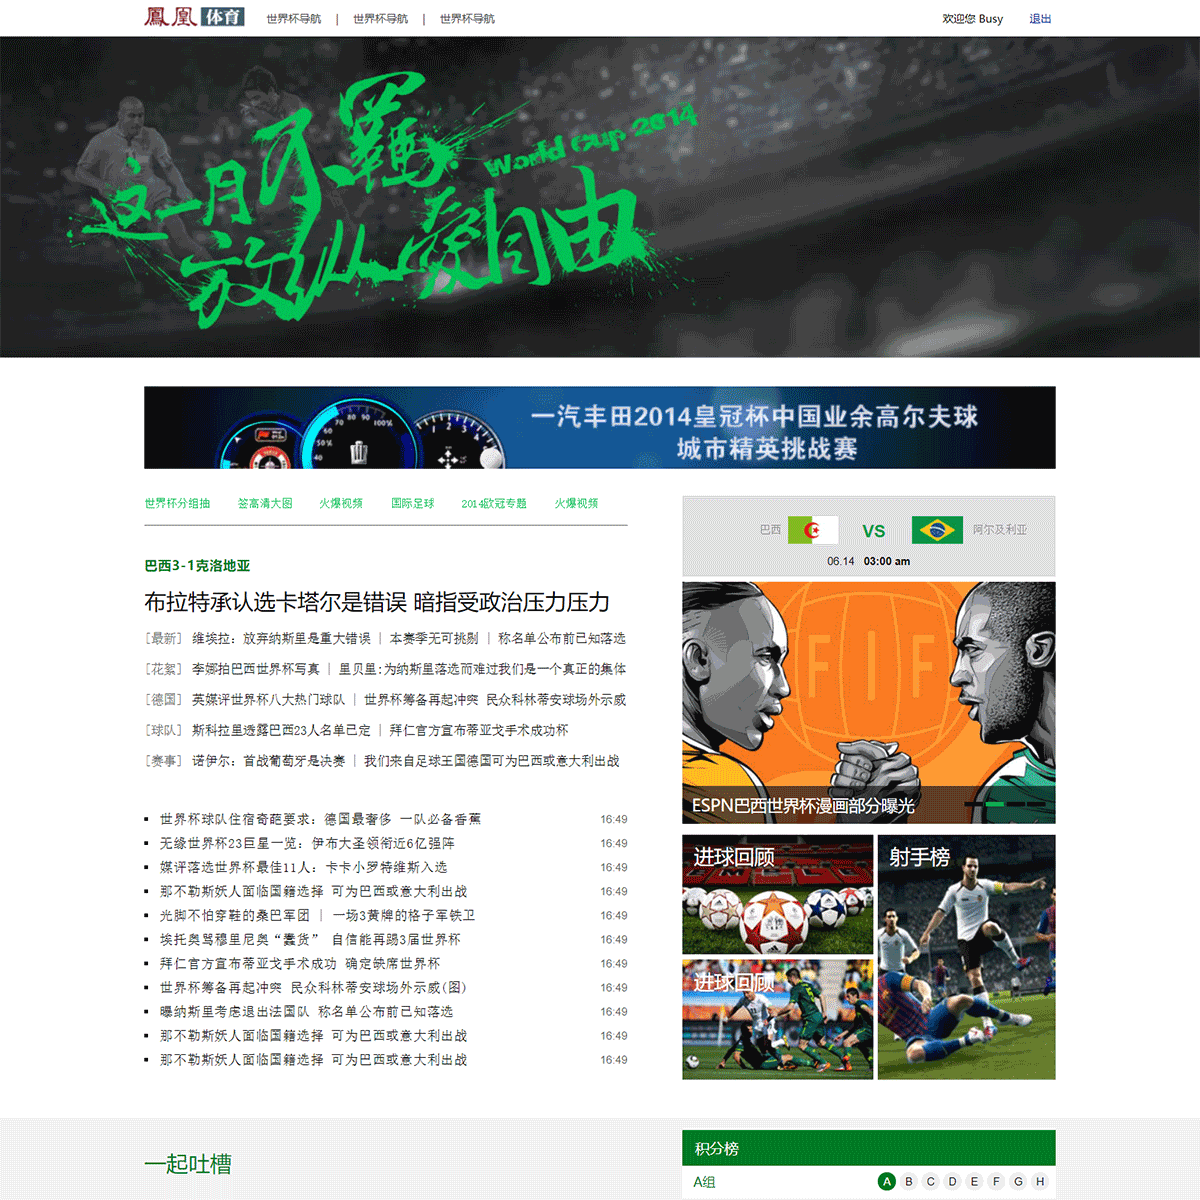 鳳凰 体育 世界杯导航 | 世界杯导航 | 世界杯导航 欢迎您 Busy 退出
这一月不羁
World Cup 2014
放纵爱自由
一汽丰田2014皇冠杯中国业余高尔夫球
城市精英挑战赛
世界杯分组抽 签高清大图 火爆视频 国际足球 2014欧冠专题 火爆视频
巴西3-1克洛地亚
布拉特承认选卡塔尔是错误 暗指受政治压力压力
[最新] 维埃拉：放弃纳斯里是重大错误 | 本赛季无可挑剔 | 称名单公布前已知落选
[花絮] 李娜拍巴西世界杯写真 | 里贝里:为纳斯里落选而难过我们是一个真正的集体
[德国] 英媒评世界杯八大热门球队 | 世界杯筹备再起冲突 民众科林蒂安球场外示威
[球队] 斯科拉里透露巴西23人名单已定 | 拜仁官方宣布蒂亚戈手术成功杯
[赛事] 诺伊尔：首战葡萄牙是决赛 | 我们来自足球王国德国可为巴西或意大利出战
世界杯球队住宿奇葩要求：德国最奢侈 一队必备香蕉 16:49
无缘世界杯23巨星一览：伊布大圣领衔近6亿强阵 16:49
媒评落选世界杯最佳11人：卡卡小罗特维斯入选 16:49
那不勒斯妖人面临国籍选择 可为巴西或意大利出战 16:49
光脚不怕穿鞋的桑巴军团 | 一场3黄牌的格子军铁卫 16:49
埃托奥骂穆里尼奥“蠢货” 自信能再踢3届世界杯 16:49
拜仁官方宣布蒂亚戈手术成功 确定缺席世界杯 16:49
世界杯筹备再起冲突 民众科林蒂安球场外示威(图) 16:49
曝纳斯里考虑退出法国队 称名单公布前已知落选 16:49
那不勒斯妖人面临国籍选择 可为巴西或意大利出战 16:49
那不勒斯妖人面临国籍选择 可为巴西或意大利出战 16:49
巴西 VS 阿尔及利亚
06.14 03:00 am
F I F
ESPN巴西世界杯漫画部分曝光
进球回顾
射手榜
进球回顾
一起吐槽
积分榜
A组 A B C D E F G H